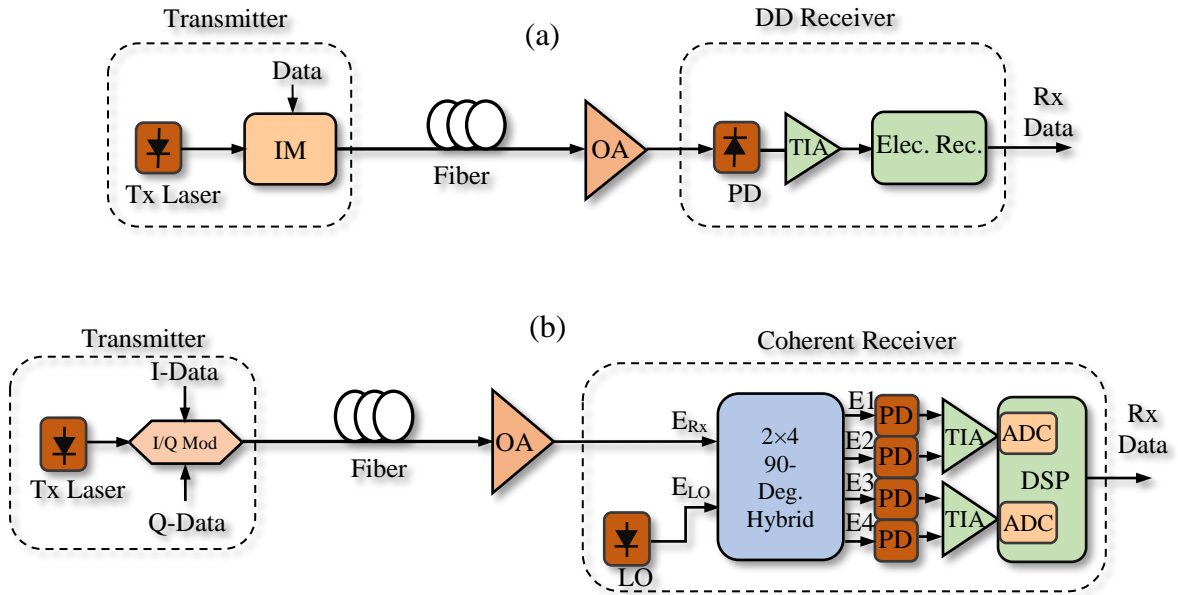 Transmitter
(a)
DD Receiver
Data
Rx
Data
IM
OA
TIA
Elec. Rec.
Tx Laser
Fiber
PD
(b)
Transmitter
Coherent Receiver
I-Data
I/Q Mod
Tx Laser
Q-Data
Fiber
OA
E_Rx
E_LO
LO
2×4
90-
Deg.
Hybrid
E1
E2
E3
E4
PD
PD
PD
PD
TIA
TIA
ADC
DSP
ADC
Rx
Data